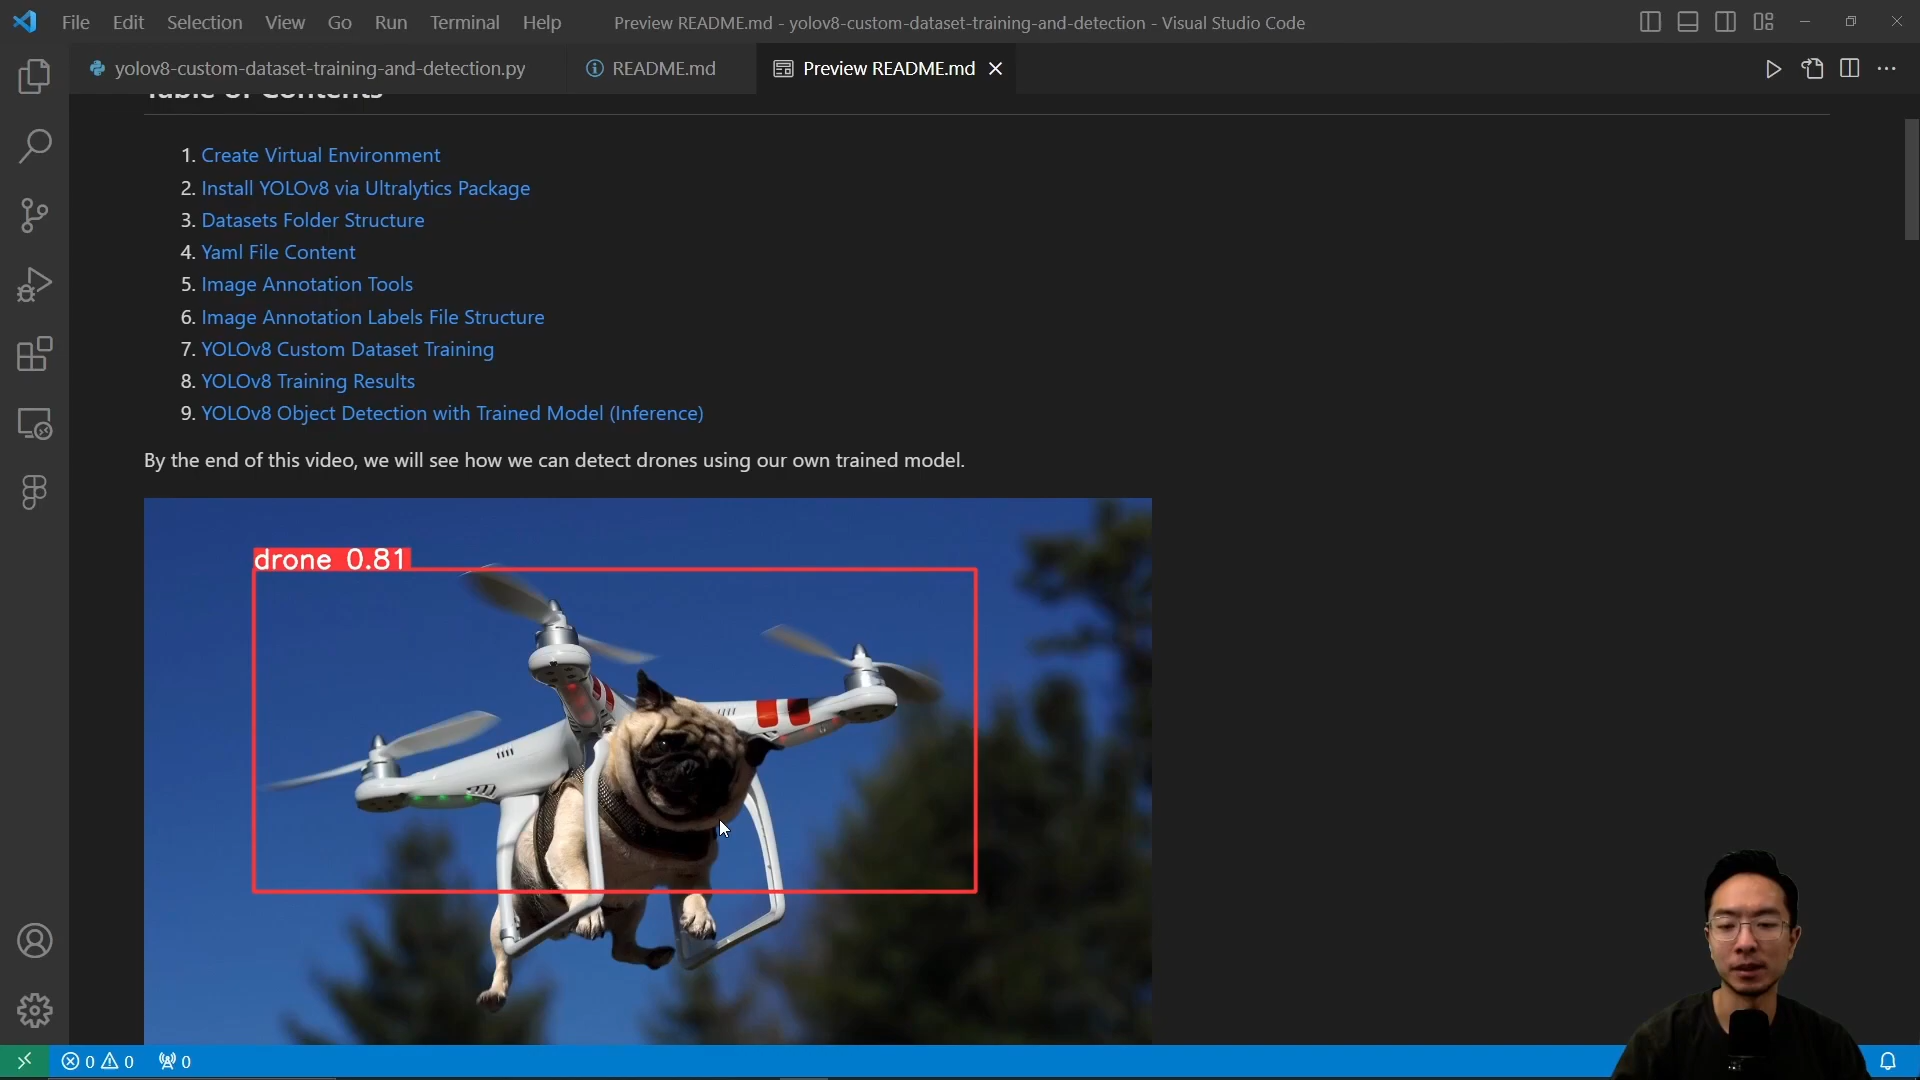 File Edit Selection View Go Run Terminal Help Preview README.md - yolov8-custom-dataset-training-and-detection - Visual Studio Code
yolov8-custom-dataset-training-and-detection.py README.md Preview README.md
Table of Contents
1. Create Virtual Environment
2. Install YOLOv8 via Ultralytics Package
3. Datasets Folder Structure
4. Yaml File Content
5. Image Annotation Tools
6. Image Annotation Labels File Structure
7. YOLOv8 Custom Dataset Training
8. YOLOv8 Training Results
9. YOLOv8 Object Detection with Trained Model (Inference)
By the end of this video, we will see how we can detect drones using our own trained model.
drone 0.81
0 0 0